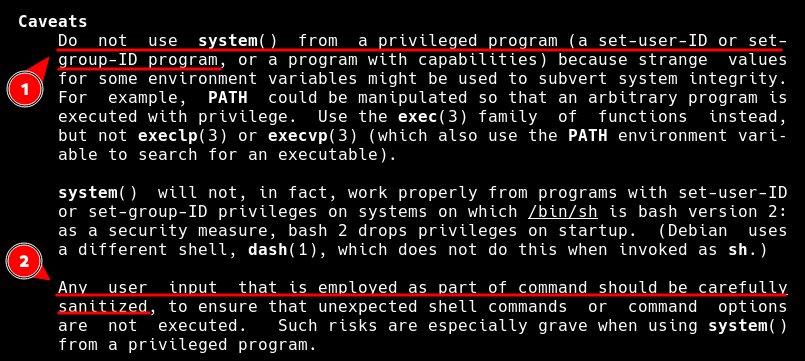 Caveats
Do not use system() from a privileged program (a set-user-ID or set-
group-ID program, or a program with capabilities) because strange values
for some environment variables might be used to subvert system integrity.
For example, PATH could be manipulated so that an arbitrary program is
executed with privilege. Use the exec(3) family of functions instead,
but not execlp(3) or execvp(3) (which also use the PATH environment vari-
able to search for an executable).
1
system() will not, in fact, work properly from programs with set-user-ID
or set-group-ID privileges on systems on which /bin/sh is bash version 2:
as a security measure, bash 2 drops privileges on startup. (Debian uses
a different shell, dash(1), which does not do this when invoked as sh.)
2
Any user input that is employed as part of command should be carefully
sanitized, to ensure that unexpected shell commands or command options
are not executed. Such risks are especially grave when using system()
from a privileged program.